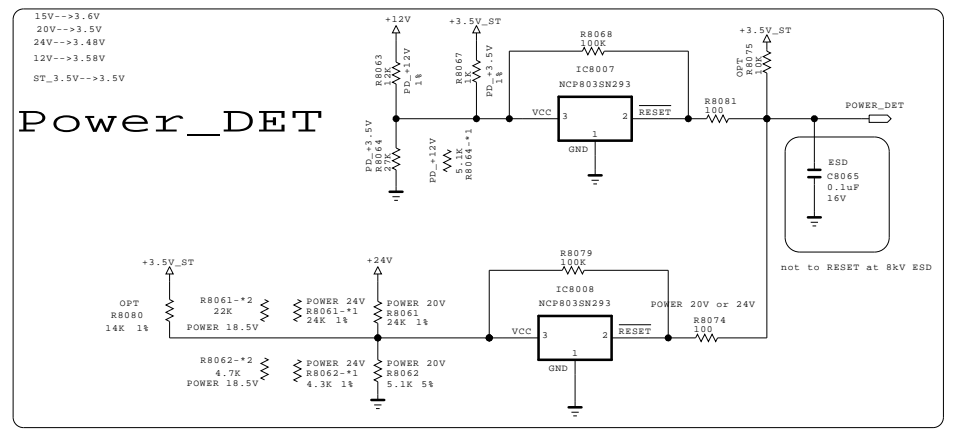 15V-->3.6V
20V-->3.5V
24V-->3.48V
12V-->3.58V
ST_3.5V-->3.5V
Power_DET
+12V
R8063
12K
PD_+12V
1%
+3.5V_ST
R8067
1K
PD_+3.5V
1%
R8068
100K
IC8007
NCP803SN293
VCC
3
2
RESET
1
GND
PD_+3.5V
R8064
27K
PD_+12V
5.1K
R8064-*1
R8081
100
+3.5V_ST
OPT
R8075
10K
POWER_DET
ESD
C8065
0.1uF
16V
not to RESET at 8kV ESD
+3.5V_ST
OPT
R8080
14K 1%
R8061-*2
22K
POWER 18.5V
POWER 24V
R8061-*1
24K 1%
+24V
POWER 20V
R8061
24K 1%
R8062-*2
4.7K
POWER 18.5V
POWER 24V
R8062-*1
4.3K 1%
POWER 20V
R8062
5.1K 5%
R8079
100K
IC8008
NCP803SN293
VCC
3
2
RESET
1
GND
POWER 20V or 24V
R8074
100